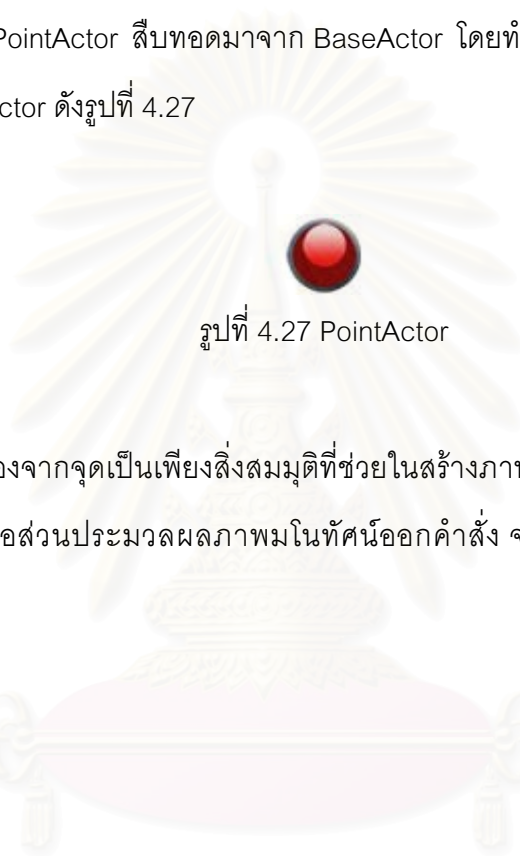 PointActor สืบทอดมาจาก BaseActor โดยทำ
ctor ดังรูปที่ 4.27
รูปที่ 4.27 PointActor
องจากจุดเป็นเพียงสิ่งสมมุติที่ช่วยในสร้างภาพ
อส่วนประมวลผลภาพมโนทัศน์ออกคำสั่ง จ